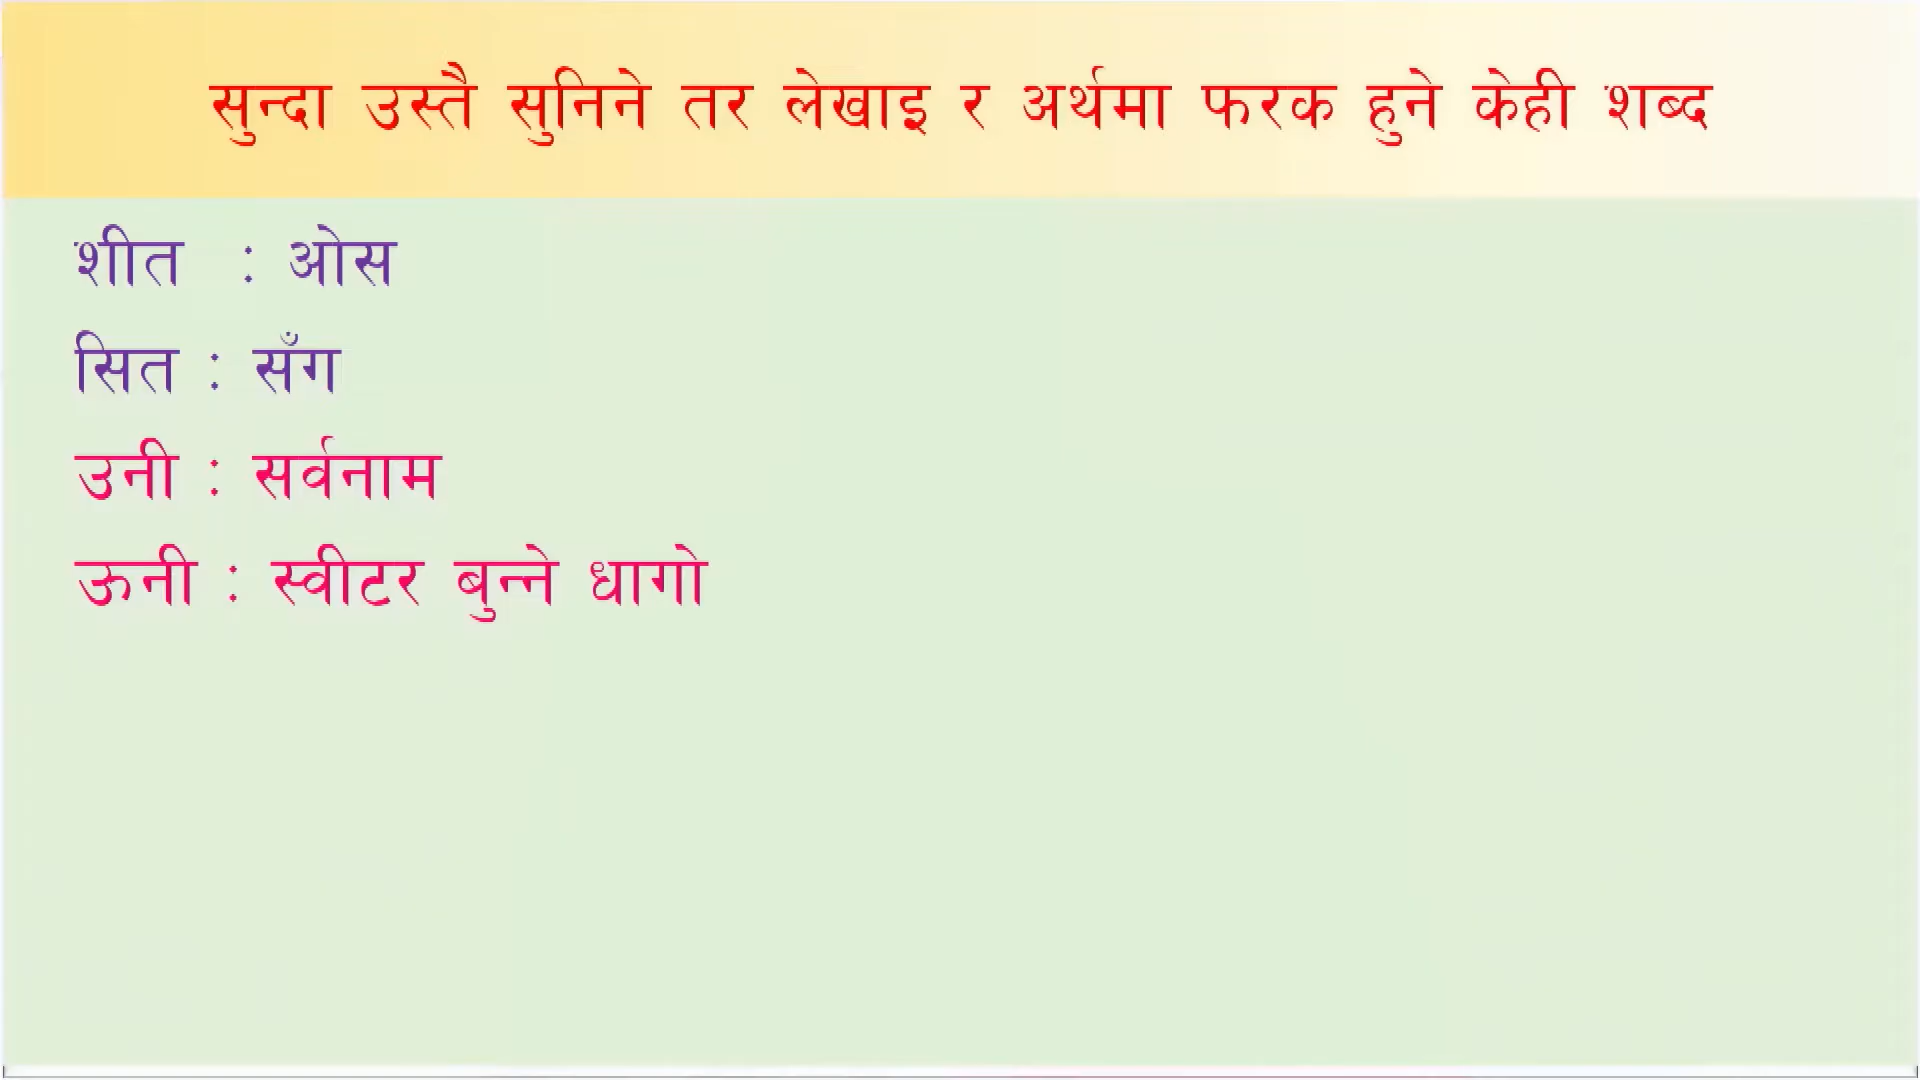 सुन्दा उस्तै सुनिने तर लेखाइ र अर्थमा फरक हुने केही शब्द
शीत : ओस
सित : सँग
उनी : सर्वनाम
ऊनी : स्वीटर बुन्ने धागो